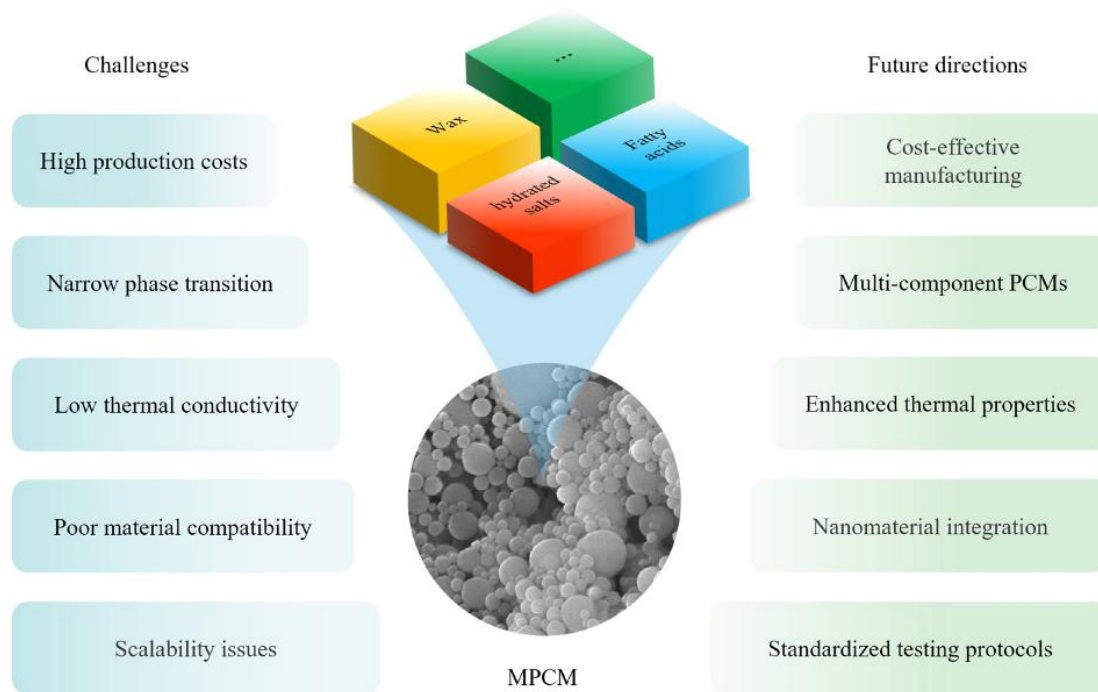 Challenges
High production costs
Narrow phase transition
Low thermal conductivity
Poor material compatibility
Scalability issues
...
Wax
Fatty
acids
hydrated
salts
MPCM
Future directions
Cost-effective
manufacturing
Multi-component PCMs
Enhanced thermal properties
Nanomaterial integration
Standardized testing protocols